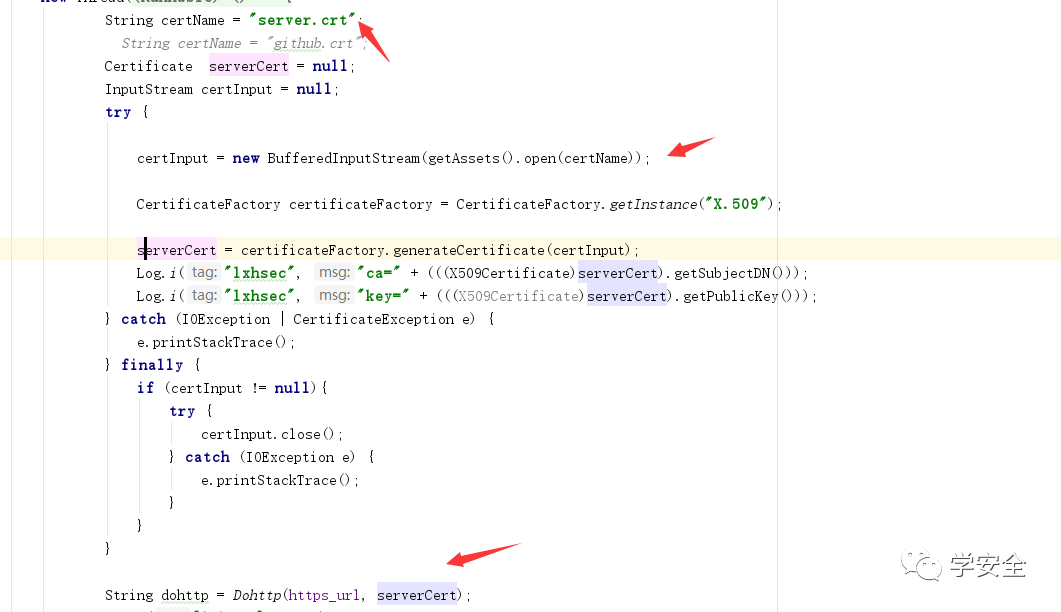 new Thread((Runnable) () -> {
String certName = "server.crt";
String certName = "github.crt";
Certificate serverCert = null;
InputStream certInput = null;
try {
certInput = new BufferedInputStream(getAssets().open(certName));
CertificateFactory certificateFactory = CertificateFactory.getInstance("X.509");
serverCert = certificateFactory.generateCertificate(certInput);
Log.i( tag: "lxhsec", msg: "ca=" + (((X509Certificate)serverCert).getSubjectDN()));
Log.i( tag: "lxhsec", msg: "key=" + (((X509Certificate)serverCert).getPublicKey()));
} catch (IOException | CertificateException e) {
e.printStackTrace();
} finally {
if (certInput != null){
try {
certInput.close();
} catch (IOException e) {
e.printStackTrace();
}
}
}
String dohttp = Dohttp(https_url, serverCert);
学安全